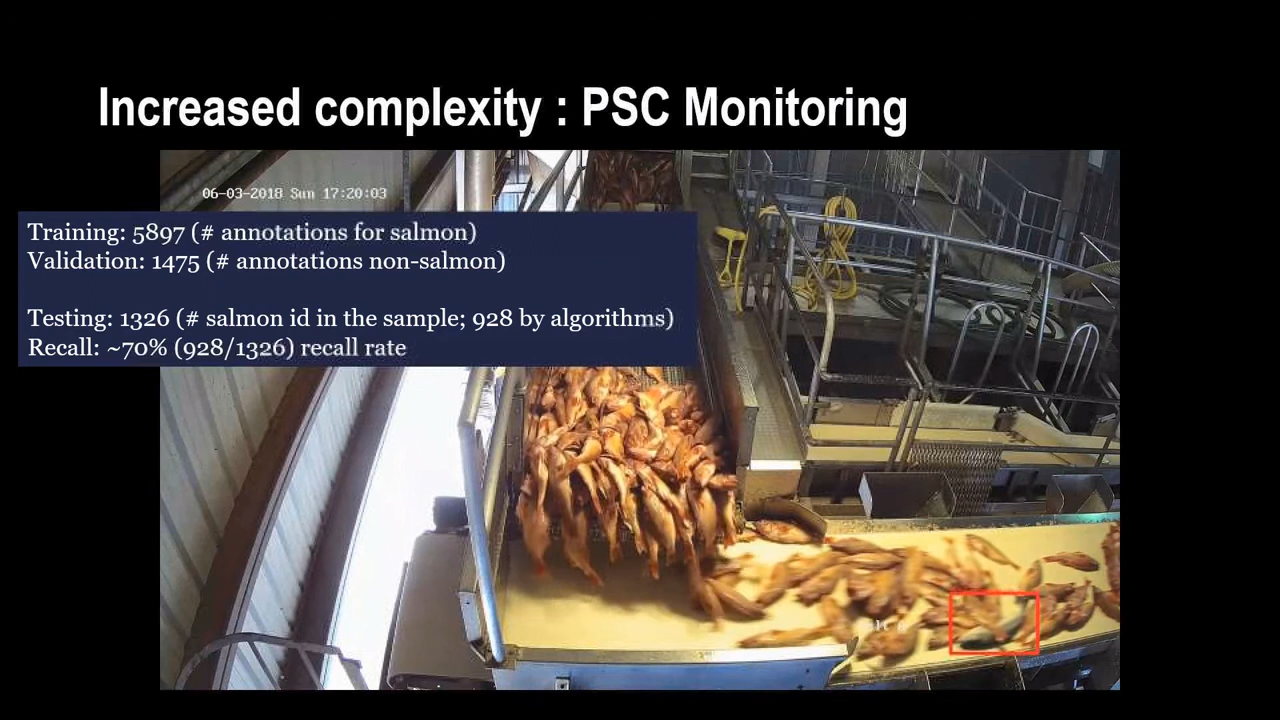 Increased complexity : PSC Monitoring
06-03-2018 Sun 17:20:03
Training: 5897 (# annotations for salmon)
Validation: 1475 (# annotations non-salmon)
Testing: 1326 (# salmon id in the sample; 928 by algorithms)
Recall: ~70% (928/1326) recall rate